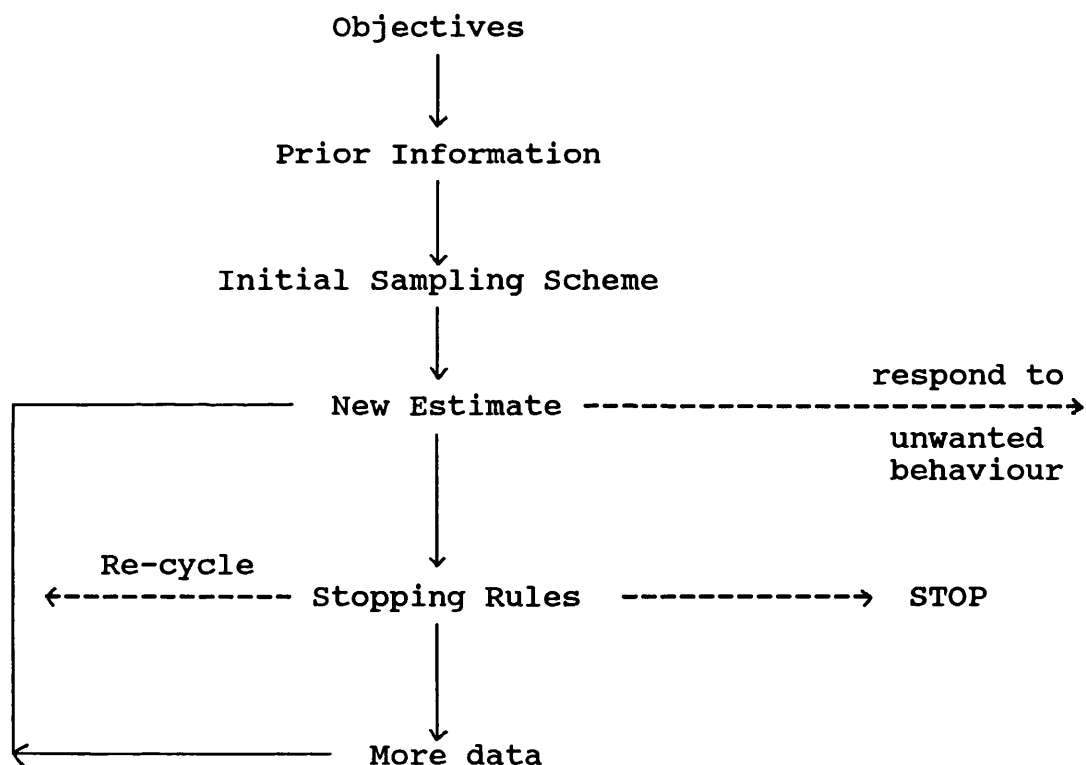 Objectives
Prior Information
Initial Sampling Scheme
New Estimate
respond to
unwanted
behaviour
Re-cycle
Stopping Rules
STOP
More data